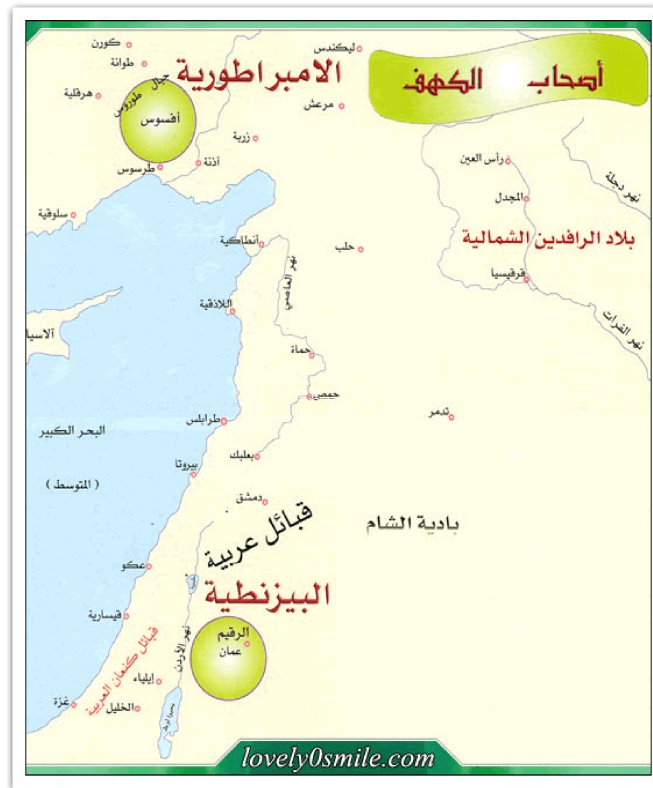 أصحاب الكهف
ليكندس
كورن
طوانة
الامبراطورية
جبال طوروس
هرقلية
أفسوس
مرعش
زربة
أذنة
طرسوس
رأس العين
نهر دجلة
المجدل
سلوقية
أنطاكية
حلب
بلاد الرافدين الشمالية
نهر العاصي
قرقيسيا
اللاذقية
نهر الفرات
آلاسيا
حماة
حمص
تدمر
طرابلس
البحر الكبير
بعلبك
بيروتا
( المتوسط )
دمشق
قبائل عربية
بادية الشام
عكو
البيزنطية
قيسارية
الرقيم
عمان
نهر الأردن
قبائل كنعان العربية
إيلياء
غزة
الخليل
lovely0smile.com